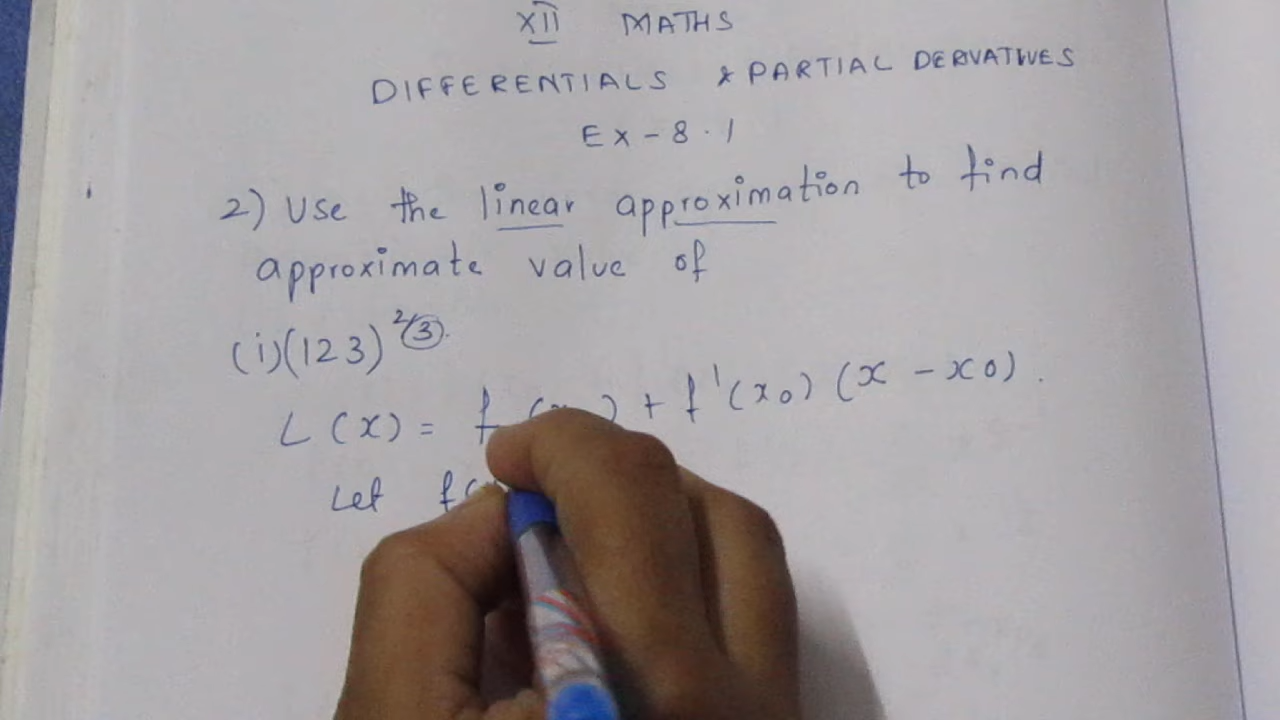 XII MATHS
DIFFERENTIALS & PARTIAL DERIVATIVES
Ex - 8.1
2) Use the linear approximation to find
approximate value of
(i) (123)^2/3.
L(x) = f (x ) + f'(x0) (x - x0).
Let f(